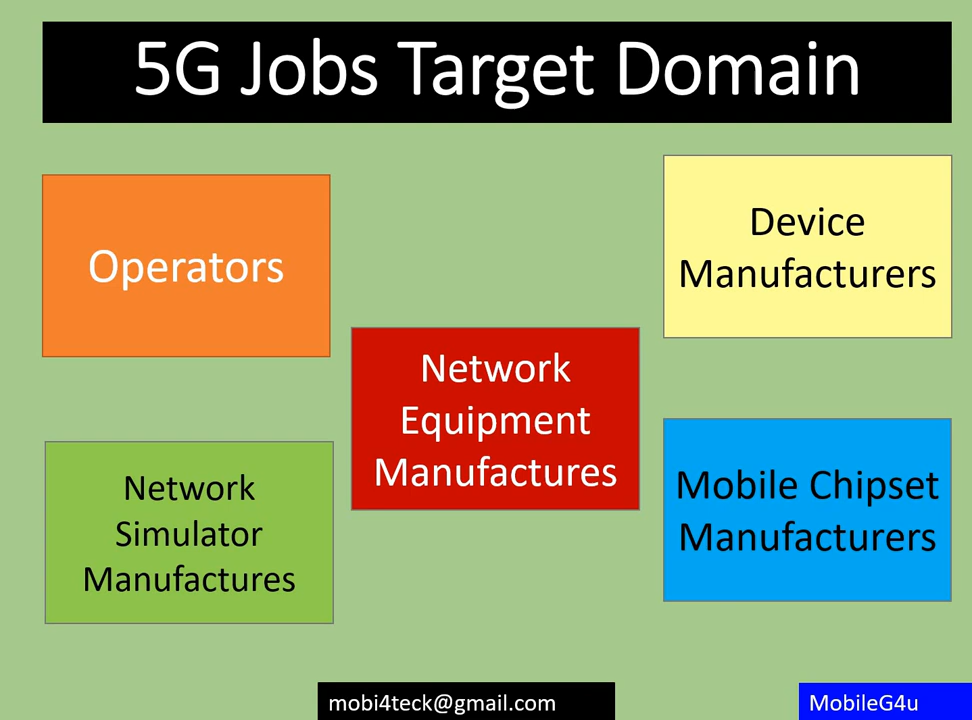 5G Jobs Target Domain
Operators
Device
Manufacturers
Network
Equipment
Manufactures
Network
Simulator
Manufactures
Mobile Chipset
Manufacturers
mobi4teck@gmail.com
MobileG4u